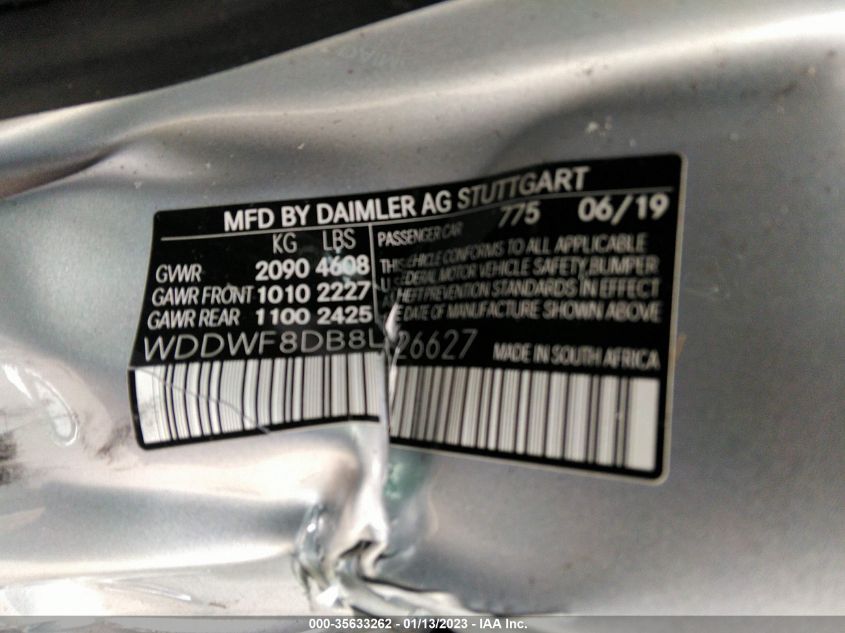 MFD BY DAIMLER AG STUTTGART
775 06/19
KG LBS
GVWR 2090 4608
GAWR FRONT 1010 2227
GAWR REAR 1100 2425
PASSENGER CAR
THIS VEHICLE CONFORMS TO ALL APPLICABLE
FEDERAL MOTOR VEHICLE SAFETY, BUMPER
THEFT PREVENTION STANDARDS IN EFFECT
DATE OF MANUFACTURE SHOWN ABOVE
WDDWF8DB8L 26627
MADE IN SOUTH AFRICA
000-35633262 - 01/13/2023 - IAA Inc.